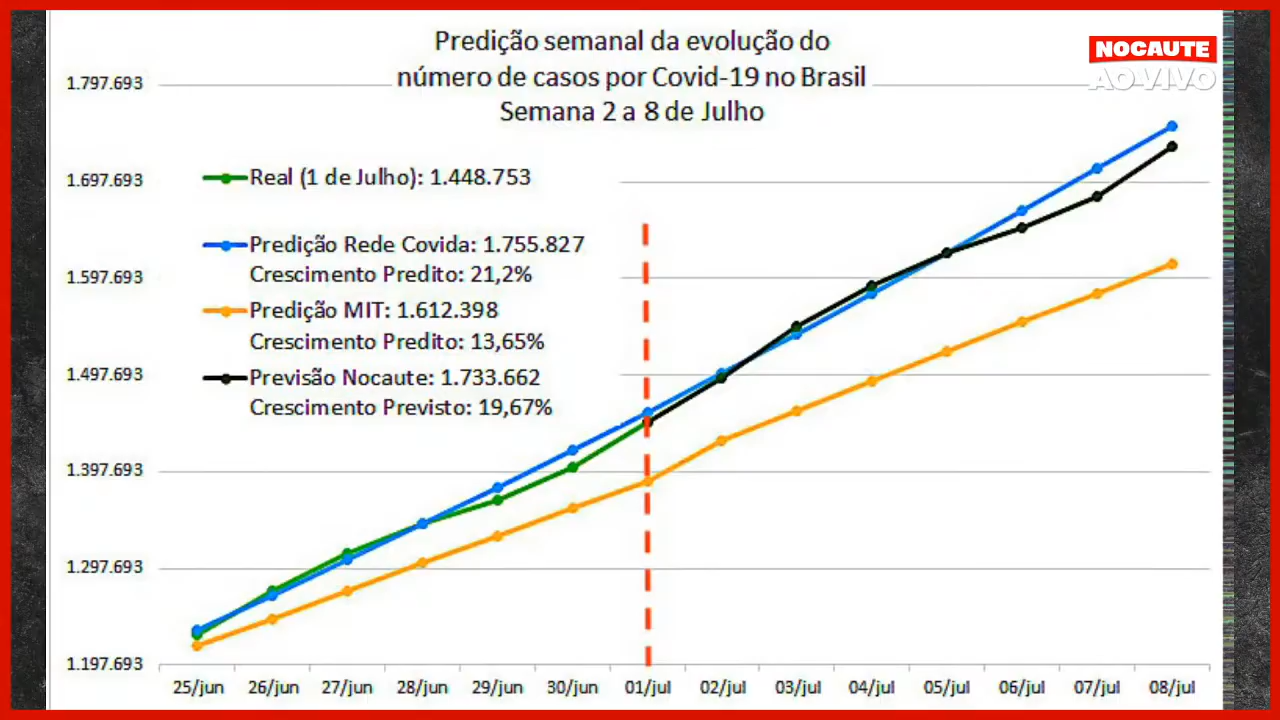 Predição semanal da evolução do
número de casos por Covid-19 no Brasil
Semana 2 a 8 de Julho
NOCAUTE
AO VIVO
1.797.693
1.697.693
1.597.693
1.497.693
1.397.693
1.297.693
1.197.693
Real (1 de Julho): 1.448.753
Predição Rede Covida: 1.755.827
Crescimento Predito: 21,2%
Predição MIT: 1.612.398
Crescimento Predito: 13,65%
Previsão Nocaute: 1.733.662
Crescimento Previsto: 19,67%
25/jun 26/jun 27/jun 28/jun 29/jun 30/jun 01/jul 02/jul 03/jul 04/jul 05/jul 06/jul 07/jul 08/jul